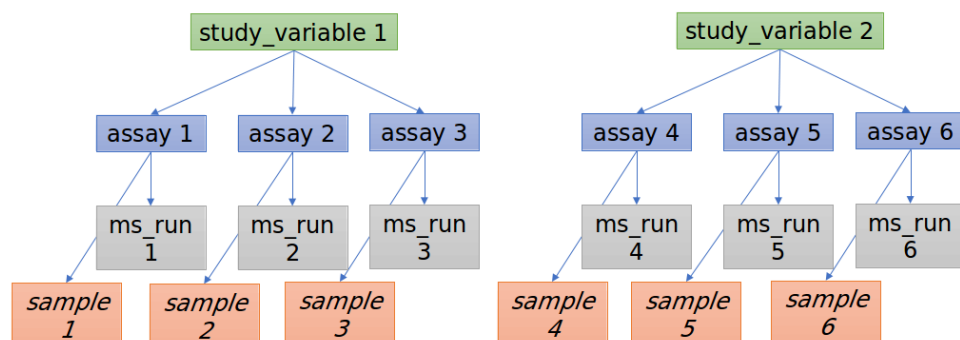 study_variable 1
study_variable 2
assay 1
assay 2
assay 3
assay 4
assay 5
assay 6
ms_run
1
ms_run
2
ms_run
3
ms_run
4
ms_run
5
ms_run
6
sample
1
sample
2
sample
3
sample
4
sample
5
sample
6